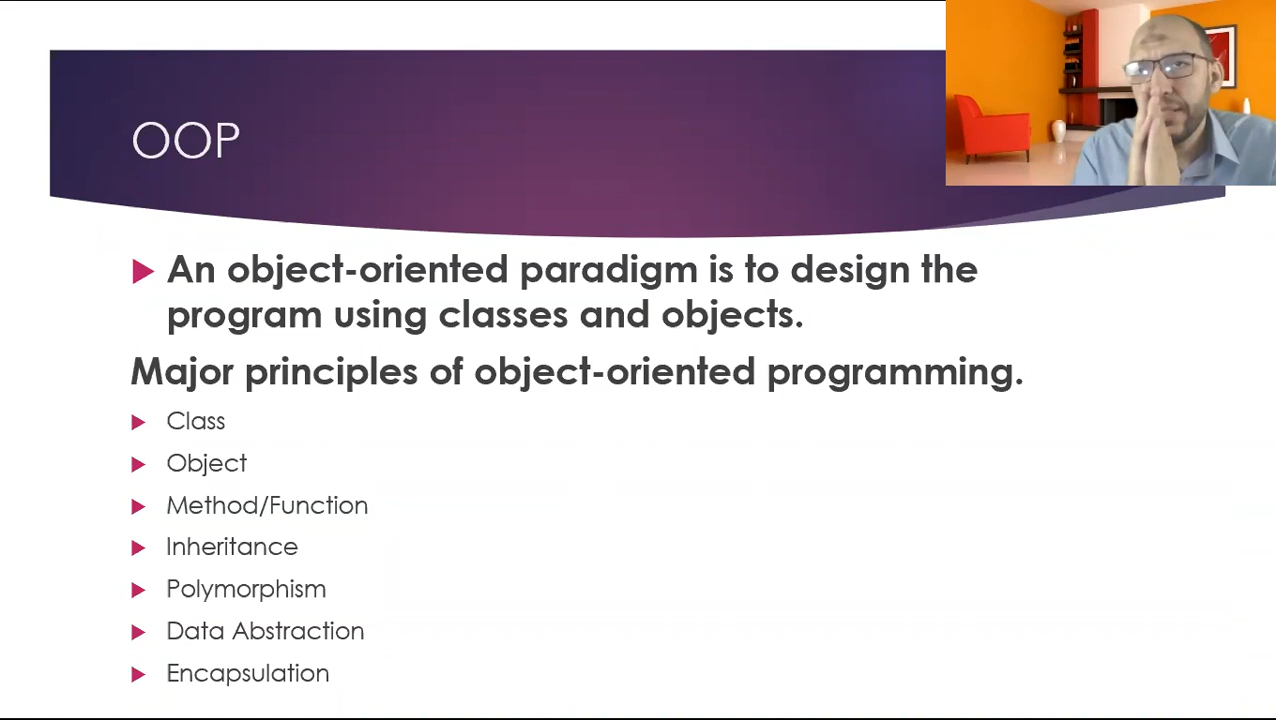 OOP
An object-oriented paradigm is to design the
program using classes and objects.
Major principles of object-oriented programming.
Class
Object
Method/Function
Inheritance
Polymorphism
Data Abstraction
Encapsulation